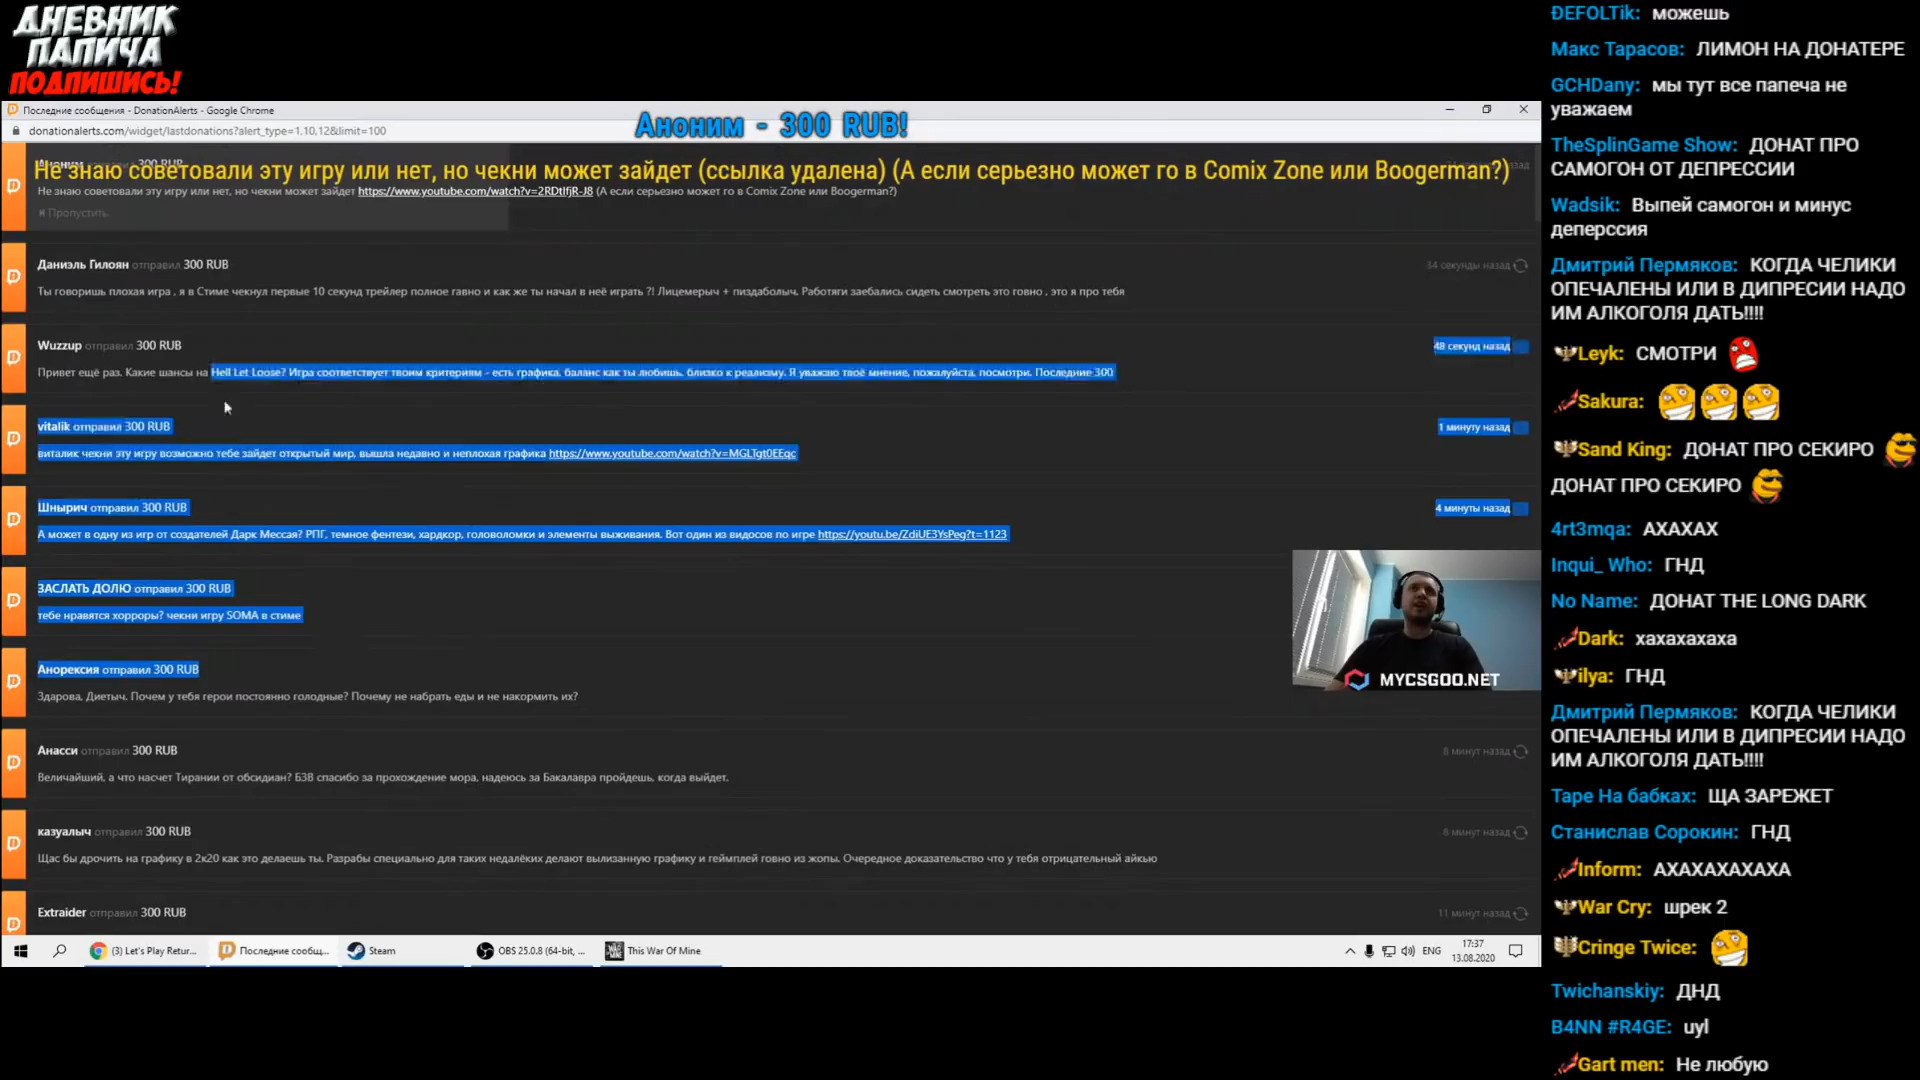 ДНЕВНИК
ПАПИЧА
ПОДПИШИСЬ!
Последние сообщения - DonationAlerts - Google Chrome
donationalerts.com/widget/lastdonations?alert_type=1,10,12&limit=100
Аноним - 300 RUB!
Аноним 300 RUB
назад
Не знаю советовали эту игру или нет, но чекни может зайдет (ссылка удалена) (А если серьезно может го в Comix Zone или Boogerman?)
Не знаю советовали эту игру или нет, но чекни может зайдет https://www.youtube.com/watch?v=2RDtIfjR-J8 (А если серьезно может го в Comix Zone или Boogerman?)
Пропустить
Даниэль Гилоян отправил 300 RUB
34 секунды назад
Ты говоришь плохая игра , я в Стиме чекнул первые 10 секунд трейлер полное гавно и как же ты начал в неё играть ?! Лицемерыч + пиздаболыч. Работяги заебались сидеть смотреть это говно , это я про тебя
Wuzzup отправил 300 RUB
48 секунд назад
Привет ещё раз. Какие шансы на Hell Let Loose? Игра соответствует твоим критериям - есть графика, баланс как ты любишь, близко к реализму. Я уважаю твоё мнение, пожалуйста, посмотри. Последние 300
vitalik отправил 300 RUB
1 минуту назад
виталик чекни эту игру возможно тебе зайдет открытый мир, вышла недавно и неплохая графика https://www.youtube.com/watch?v=MGLTgt0EEqc
Шнырич отправил 300 RUB
4 минуты назад
А может в одну из игр от создателей Дарк Мессая? РПГ, темное фентези, хардкор, головоломки и элементы выживания. Вот один из видосов по игре https://youtu.be/ZdiUE3YsPeg?t=1123
ЗАСЛАТЬ ДОЛЮ отправил 300 RUB
тебе нравятся хорроры? чекни игру SOMA в стиме
Анорексия отправил 300 RUB
Здарова, Диетыч. Почем у тебя герои постоянно голодные? Почему не набрать еды и не накормить их?
Анасси отправил 300 RUB
8 минут назад
Величайший, а что насчет Тирании от обсидиан? БЗВ спасибо за прохождение мора, надеюсь за Бакалавра пройдешь, когда выйдет.
казуалыч отправил 300 RUB
8 минут назад
Щас бы дрочить на графику в 2к20 как это делаешь ты. Разрабы специально для таких недалёких делают вылизанную графику и геймплей говно из жопы. Очередное доказательство что у тебя отрицательный айкью
Extraider отправил 300 RUB
11 минут назад
MYCSGOO.NET
(3) Let's Play Retur...
Последние сообщ...
Steam
OBS 25.0.8 (64-bit, ...
This War Of Mine
ENG
17:37
13.08.2020
ĐEFOLTik: можешь
Макс Тарасов: ЛИМОН НА ДОНАТЕРЕ
GCHDany: мы тут все папеча не
уважаем
TheSplinGame Show: ДОНАТ ПРО
САМОГОН ОТ ДЕПРЕССИИ
Wadsik: Выпей самогон и минус
деперссия
Дмитрий Пермяков: КОГДА ЧЕЛИКИ
ОПЕЧАЛЕНЫ ИЛИ В ДИПРЕСИИ НАДО
ИМ АЛКОГОЛЯ ДАТЬ!!!!
Leyk: СМОТРИ
Sakura:
Sand King: ДОНАТ ПРО СЕКИРО
ДОНАТ ПРО СЕКИРО
4rt3mqa: АХАХАХ
Inqui_ Who: ГНД
No Name: ДОНАТ THE LONG DARK
Dark: хахахахаха
ilya: ГНД
Дмитрий Пермяков: КОГДА ЧЕЛИКИ
ОПЕЧАЛЕНЫ ИЛИ В ДИПРЕСИИ НАДО
ИМ АЛКОГОЛЯ ДАТЬ!!!!
Таре На бабках: ЩА ЗАРЕЖЕТ
Станислав Сорокин: ГНД
Inform: АХАХАХАХАХА
War Cry: шрек 2
Cringe Twice:
Twichanskiy: ДНД
B4NN #R4GE: uyl
Gart men: Не любую